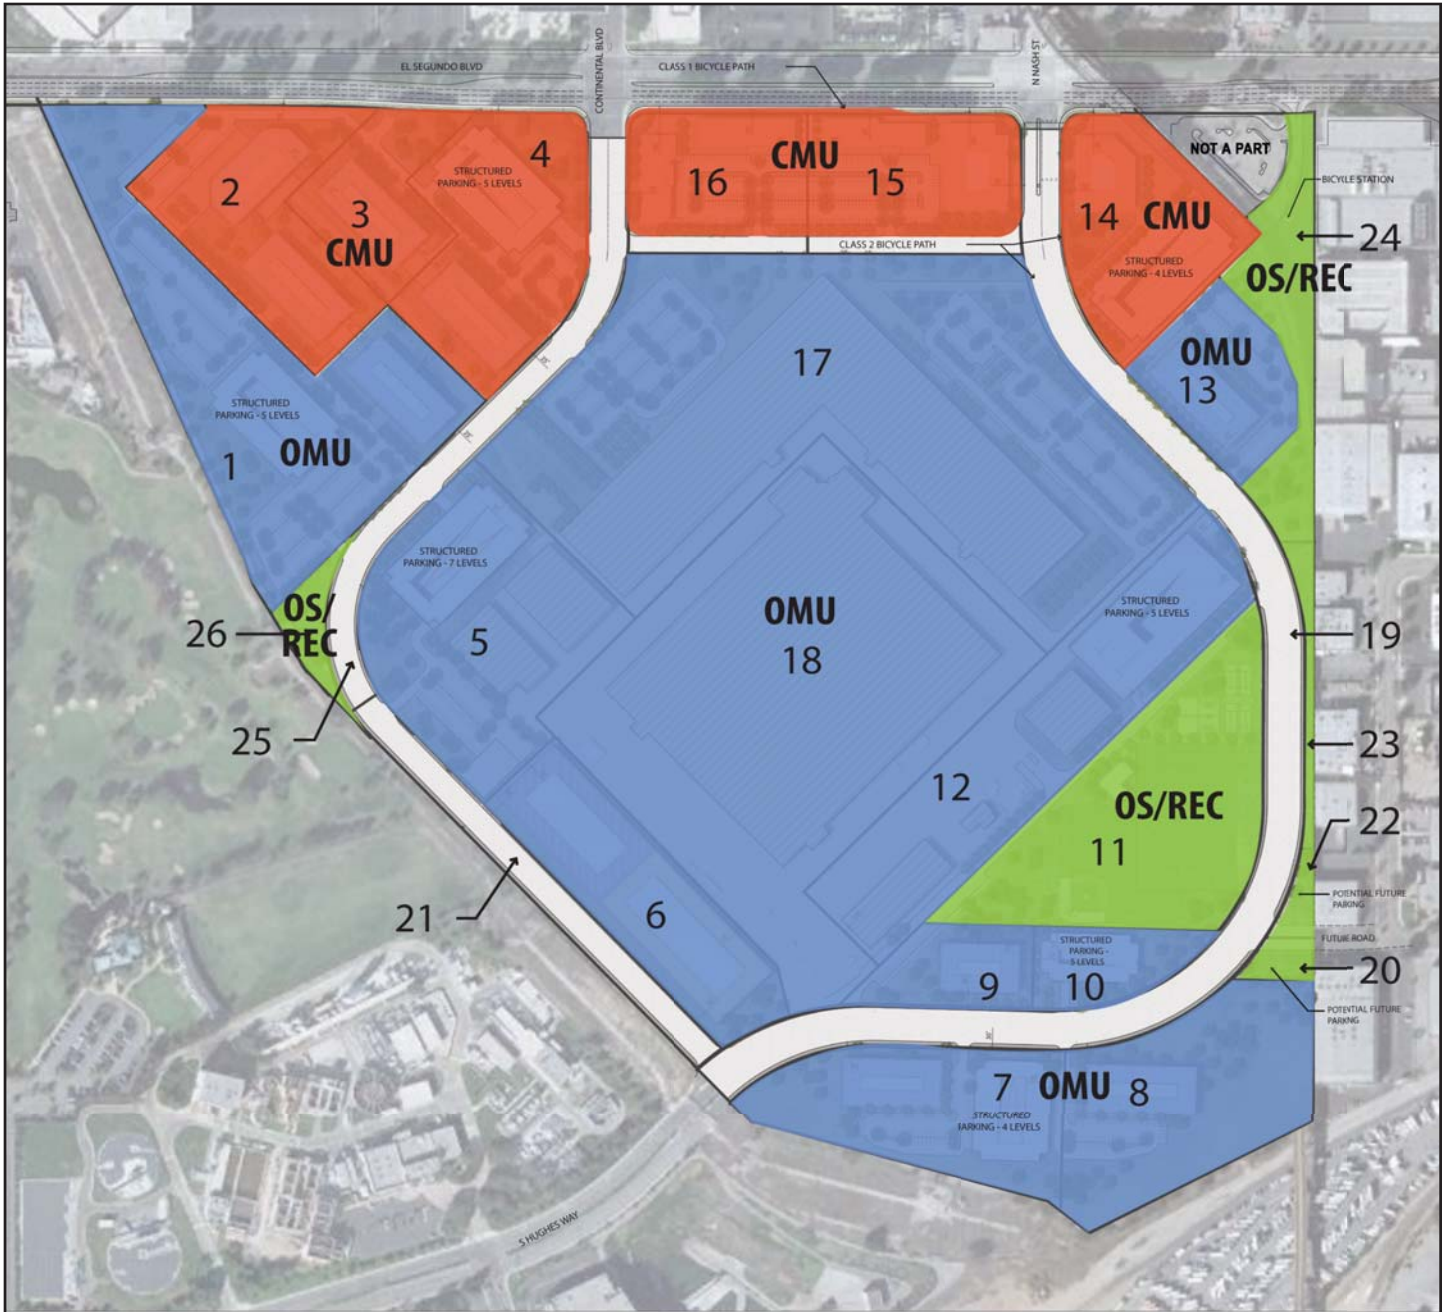 EL SEGUNDO BLVD
CONTINENTAL BLVD
CLASS 1 BICYCLE PATH
N NASH ST
NOT A PART
BICYCLE STATION
2
3
CMU
STRUCTURED
PARKING - 5 LEVELS
4
CMU
16
15
CLASS 2 BICYCLE PATH
14
CMU
STRUCTURED
PARKING - 4 LEVELS
24
OS/REC
OMU
13
17
STRUCTURED
PARKING - 5 LEVELS
1
OMU
STRUCTURED
PARKING - 7 LEVELS
5
OMU
18
STRUCTURED
PARKING - 5 LEVELS
OS/
REC
26
25
19
23
12
OS/REC
11
22
POTENTIAL FUTURE
PARKING
FUTURE ROAD
20
POTENTIAL FUTURE
PARKNG
21
6
9
STRUCTURED
PARKING -
5 LEVELS
10
7
OMU
8
STRUCTURED
PARKING - 4 LEVELS
S HUGHES WAY